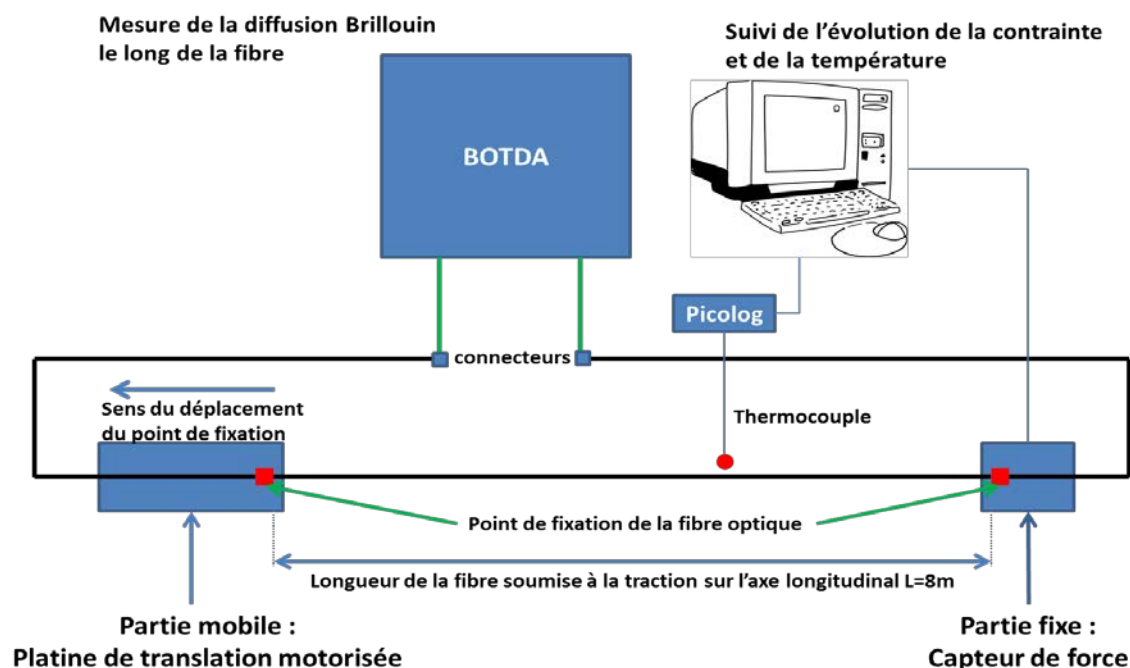 Mesure de la diffusion Brillouin
le long de la fibre
Suivi de l’évolution de la contrainte
et de la température
BOTDA
Picolog
connecteurs
Sens du déplacement
du point de fixation
Thermocouple
Point de fixation de la fibre optique
Longueur de la fibre soumise à la traction sur l’axe longitudinal L=8m
Partie mobile :
Platine de translation motorisée
Partie fixe :
Capteur de force